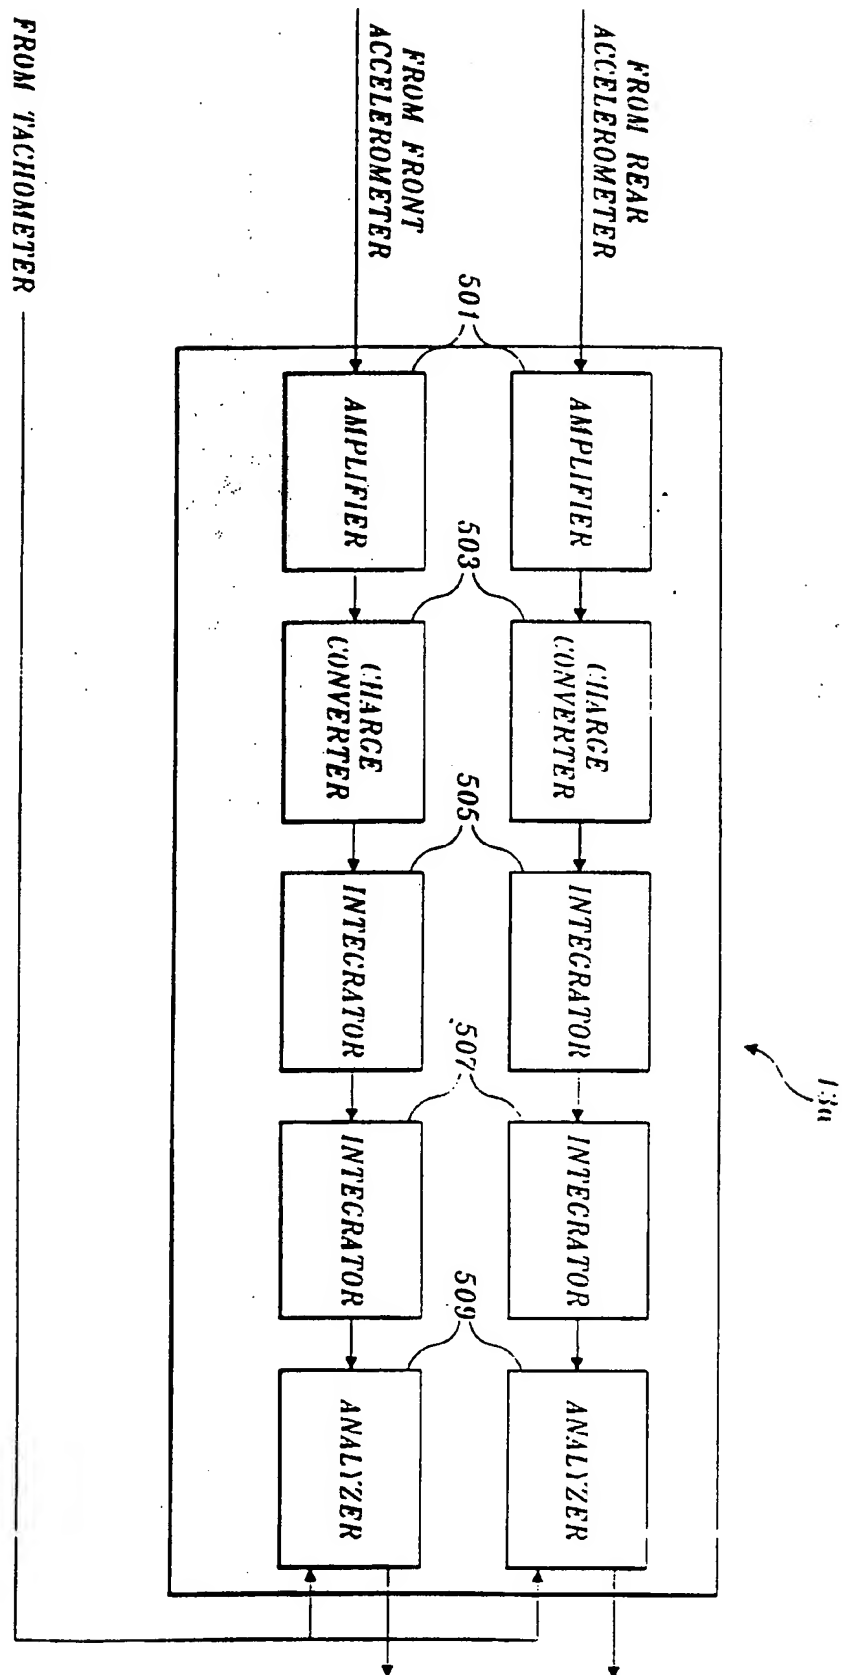 13a
FROM REAR
ACCELEROMETER
501
AMPLIFIER
503
CHARGE
CONVERTER
505
INTEGRATOR
507
INTEGRATOR
509
ANALYZER
FROM FRONT
ACCELEROMETER
AMPLIFIER
CHARGE
CONVERTER
INTEGRATOR
INTEGRATOR
ANALYZER
FROM TACHOMETER